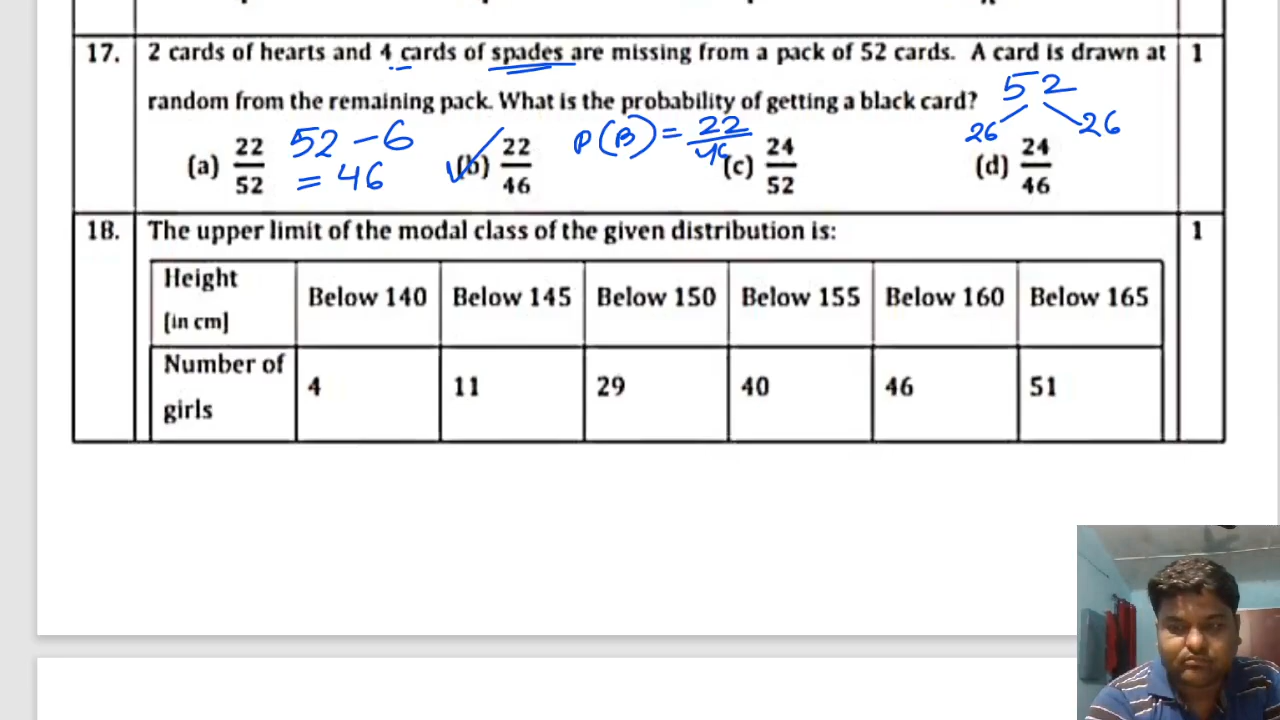 17. 2 cards of hearts and 4 cards of spades are missing from a pack of 52 cards. A card is drawn at 1
random from the remaining pack. What is the probability of getting a black card?
52
26 26
(a) 22/52 (b) 22/46 (c) 24/52 (d) 24/46
52 - 6
= 46
P(B) = 22/46
18. The upper limit of the modal class of the given distribution is: 1
Height [in cm] Below 140 Below 145 Below 150 Below 155 Below 160 Below 165
Number of girls 4 11 29 40 46 51